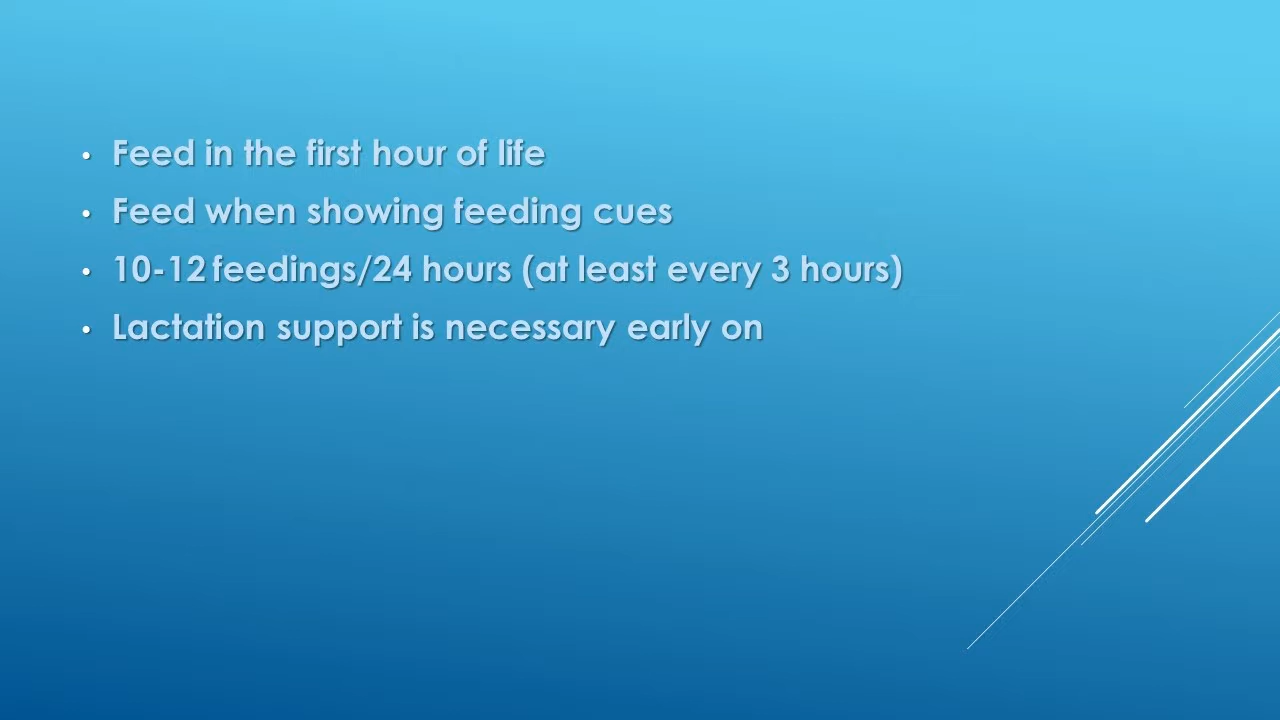 • Feed in the first hour of life
• Feed when showing feeding cues
• 10-12 feedings/24 hours (at least every 3 hours)
• Lactation support is necessary early on